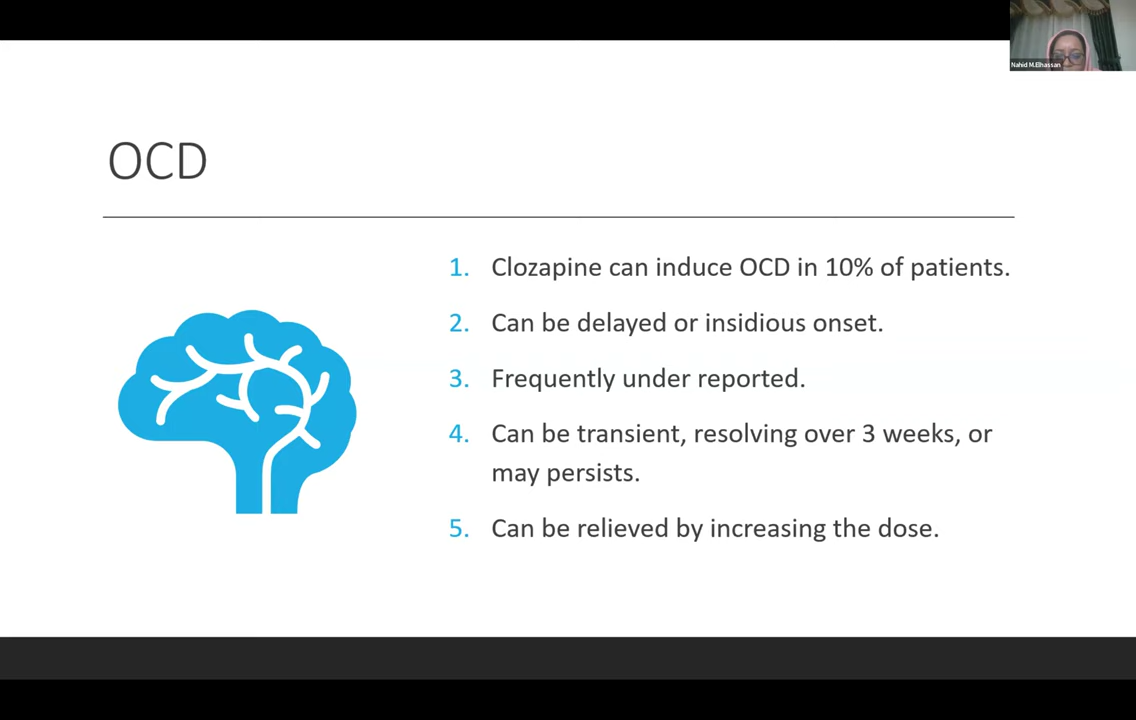 Nahid M.Elhassan
OCD
1. Clozapine can induce OCD in 10% of patients.
2. Can be delayed or insidious onset.
3. Frequently under reported.
4. Can be transient, resolving over 3 weeks, or
may persists.
5. Can be relieved by increasing the dose.